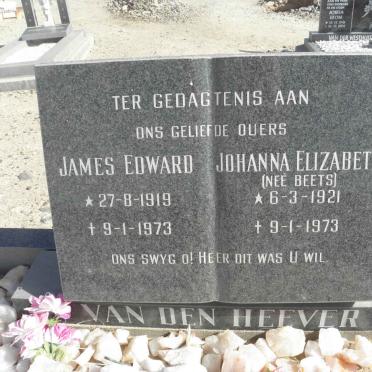 TER GEDAGTENIS AAN
ONS GELIEFDE OUERS
JAMES EDWARD JOHANNA ELIZABET
(NEÉ BEETS)
★ 27-8-1919 ★ 6-3-1921
† 9-1-1973 † 9-1-1973
ONS SWYG O! HEER DIT WAS U WIL
VAN DEN HEEVER